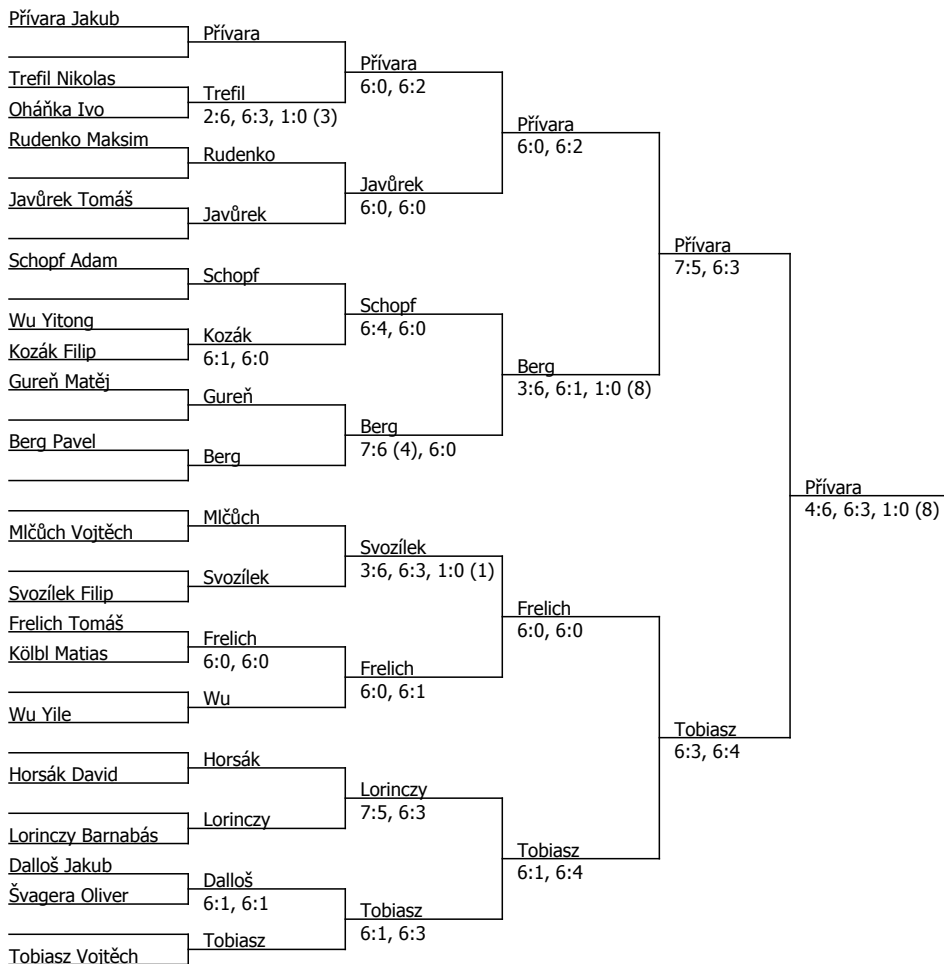 Přívara Jakub
Trefil Nikolas
Oháňka Ivo
Rudenko Maksim
Javůrek Tomáš
Schopf Adam
Wu Yitong
Kozák Filip
Gureň Matěj
Berg Pavel
Mlčůch Vojtěch
Svozílek Filip
Frelich Tomáš
Kölbl Matias
Wu Yile
Horsák David
Lorinczy Barnabás
Dalloš Jakub
Švagera Oliver
Tobiasz Vojtěch
Přívara
Trefil
2:6, 6:3, 1:0 (3)
Rudenko
Javůrek
Schopf
Kozák
6:1, 6:0
Gureň
Berg
Mlčůch
Svozílek
Frelich
6:0, 6:0
Wu
Horsák
Lorinczy
Dalloš
6:1, 6:1
Tobiasz
Přívara
6:0, 6:2
Javůrek
6:0, 6:0
Schopf
6:4, 6:0
Berg
7:6 (4), 6:0
Svozílek
3:6, 6:3, 1:0 (1)
Frelich
6:0, 6:1
Lorinczy
7:5, 6:3
Tobiasz
6:1, 6:3
Přívara
6:0, 6:2
Berg
3:6, 6:1, 1:0 (8)
Frelich
6:0, 6:0
Tobiasz
6:1, 6:4
Přívara
7:5, 6:3
Tobiasz
6:3, 6:4
Přívara
4:6, 6:3, 1:0 (8)